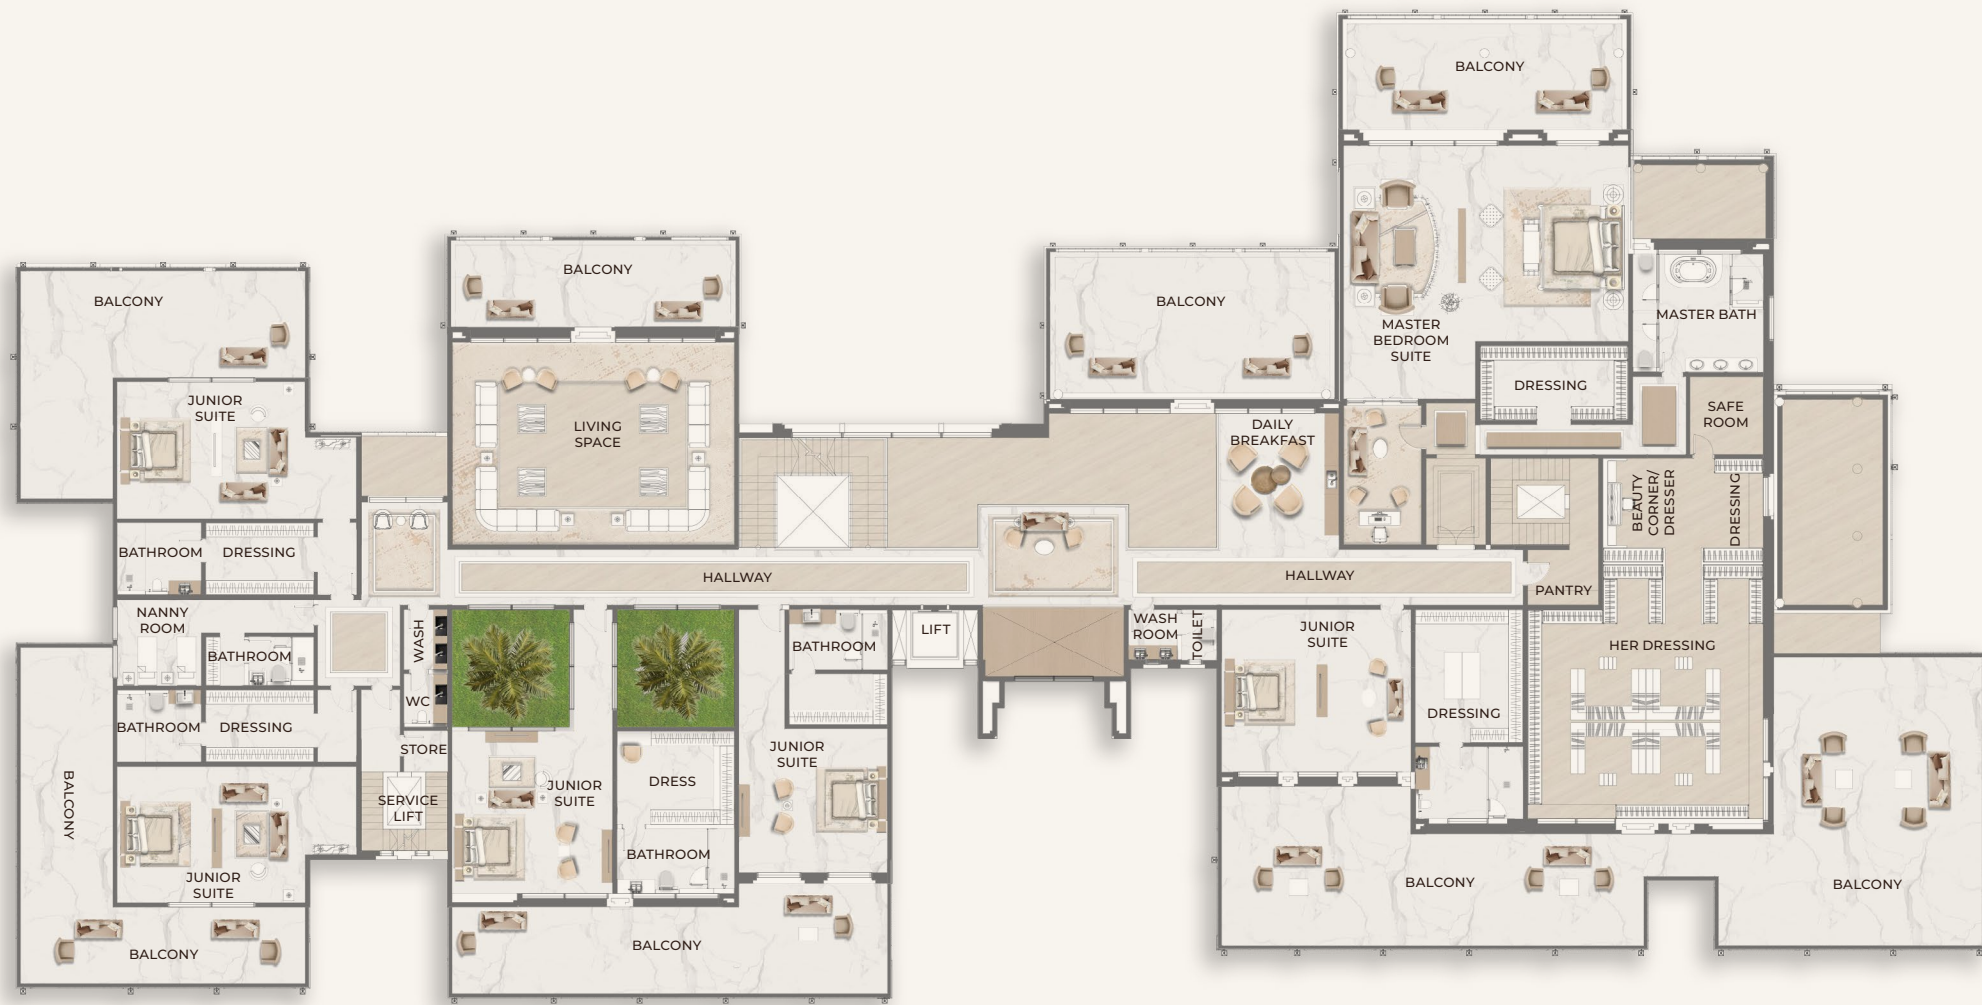 BALCONY
BALCONY
BALCONY
BALCONY
MASTER BATH
MASTER
BEDROOM
SUITE
DRESSING
JUNIOR
SUITE
LIVING
SPACE
DAILY
BREAKFAST
SAFE
ROOM
BEAUTY
CORNER/
DRESSER
DRESSING
BATHROOM
DRESSING
HALLWAY
HALLWAY
PANTRY
NANNY
ROOM
BATHROOM
WASH
WC
BATHROOM
LIFT
WASH
ROOM
TOILET
JUNIOR
SUITE
HER DRESSING
BATHROOM
DRESSING
DRESSING
STORE
JUNIOR
SUITE
DRESS
JUNIOR
SUITE
SERVICE
LIFT
BALCONY
BATHROOM
JUNIOR
SUITE
BALCONY
BALCONY
BALCONY
BALCONY